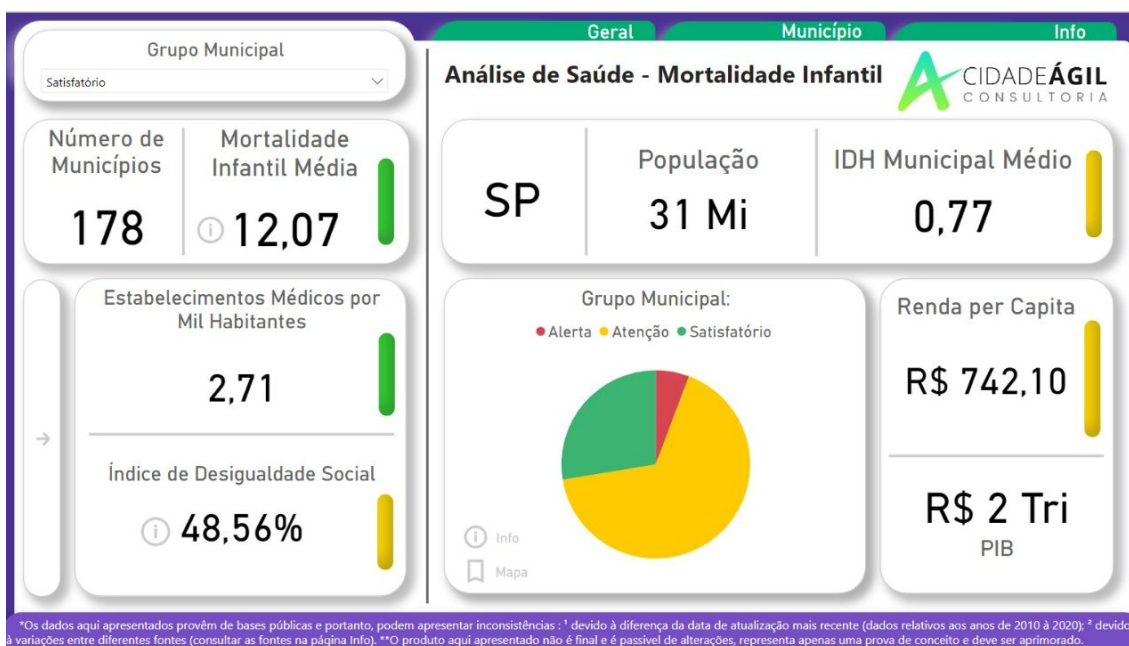 Geral
Município
Info
Grupo Municipal
Satisfatório
Análise de Saúde - Mortalidade Infantil
CIDADEÁGIL
CONSULTORIA
Número de
Municípios
178
Mortalidade
Infantil Média
12,07
SP
População
31 Mi
IDH Municipal Médio
0,77
Estabelecimentos Médicos por
Mil Habitantes
2,71
Índice de Desigualdade Social
48,56%
Grupo Municipal:
Alerta Atenção Satisfatório
Info
Mapa
Renda per Capita
R$ 742,10
R$ 2 Tri
PIB
*Os dados aqui apresentados provêm de bases públicas e portanto, podem apresentar inconsistências : ¹ devido à diferença da data de atualização mais recente (dados relativos aos anos de 2010 à 2020); ² devido
à variações entre diferentes fontes (consultar as fontes na página Info). **O produto aqui apresentado não é final e é passivel de alterações, representa apenas uma prova de conceito e deve ser aprimorado.